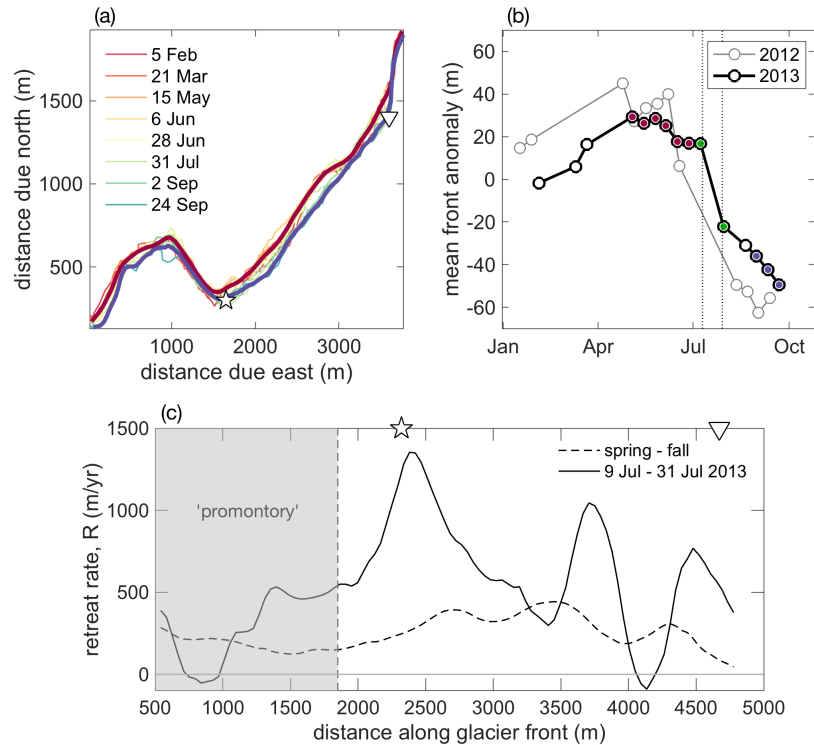 (a)
distance due north (m)
1500
1000
500
5 Feb
21 Mar
15 May
6 Jun
28 Jun
31 Jul
2 Sep
24 Sep
1000 2000 3000
distance due east (m)
(b)
mean front anomaly (m)
60
40
20
0
-20
-40
-60
2012
2013
Jan Apr Jul Oct
(c)
retreat rate, R (m/yr)
1500
1000
500
0
'promontory'
spring - fall
9 Jul - 31 Jul 2013
500 1000 1500 2000 2500 3000 3500 4000 4500 5000
distance along glacier front (m)